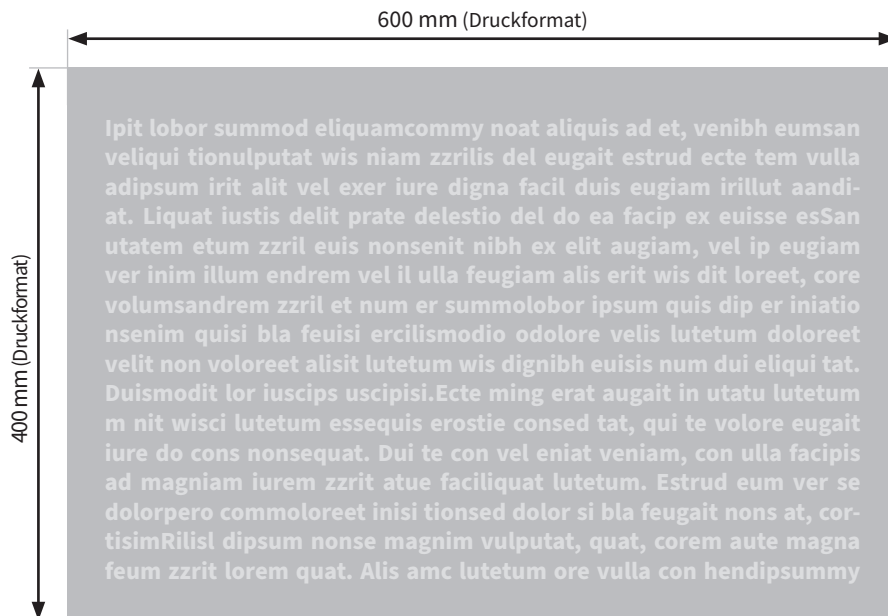 600 mm (Druckformat)
400 mm (Druckformat)
Ipit lobor summod eliquamcommy noat aliquis ad et, venibh eumsan
veliqui tionulputat wis niam zzrilis del eugait estrud ecte tem vulla
adipsum irit alit vel exer iure digna facil duis eugiam irillut aandi-
at. Liquat iustis delit prate delestio del do ea facip ex euisse esSan
utatem etum zzril euis nonsenit nibh ex elit augiam, vel ip eugiam
ver inim illum endrem vel il ulla feugiam alis erit wis dit loreet, core
volumsandrem zzril et num er summolobor ipsum quis dip er iniatio
nsenim quisi bla feuisi ercilismodio odolore velis lutetum doloreet
velit non voloreet alisit lutetum wis dignibh euisis num dui eliqui tat.
Duismodit lor iuscips uscipisi.Ecte ming erat augait in utatu lutetum
m nit wisci lutetum essequis erostie consed tat, qui te volore eugait
iure do cons nonsequat. Dui te con vel eniat veniam, con ulla facipis
ad magniam iurem zzrit atue faciliquat lutetum. Estrud eum ver se
dolorpero commoloreet inisi tionsed dolor si bla feugait nons at, cor-
tisimRilisl dipsum nonse magnim vulputat, quat, corem aute magna
feum zzrit lorem quat. Alis amc lutetum ore vulla con hendipsummy